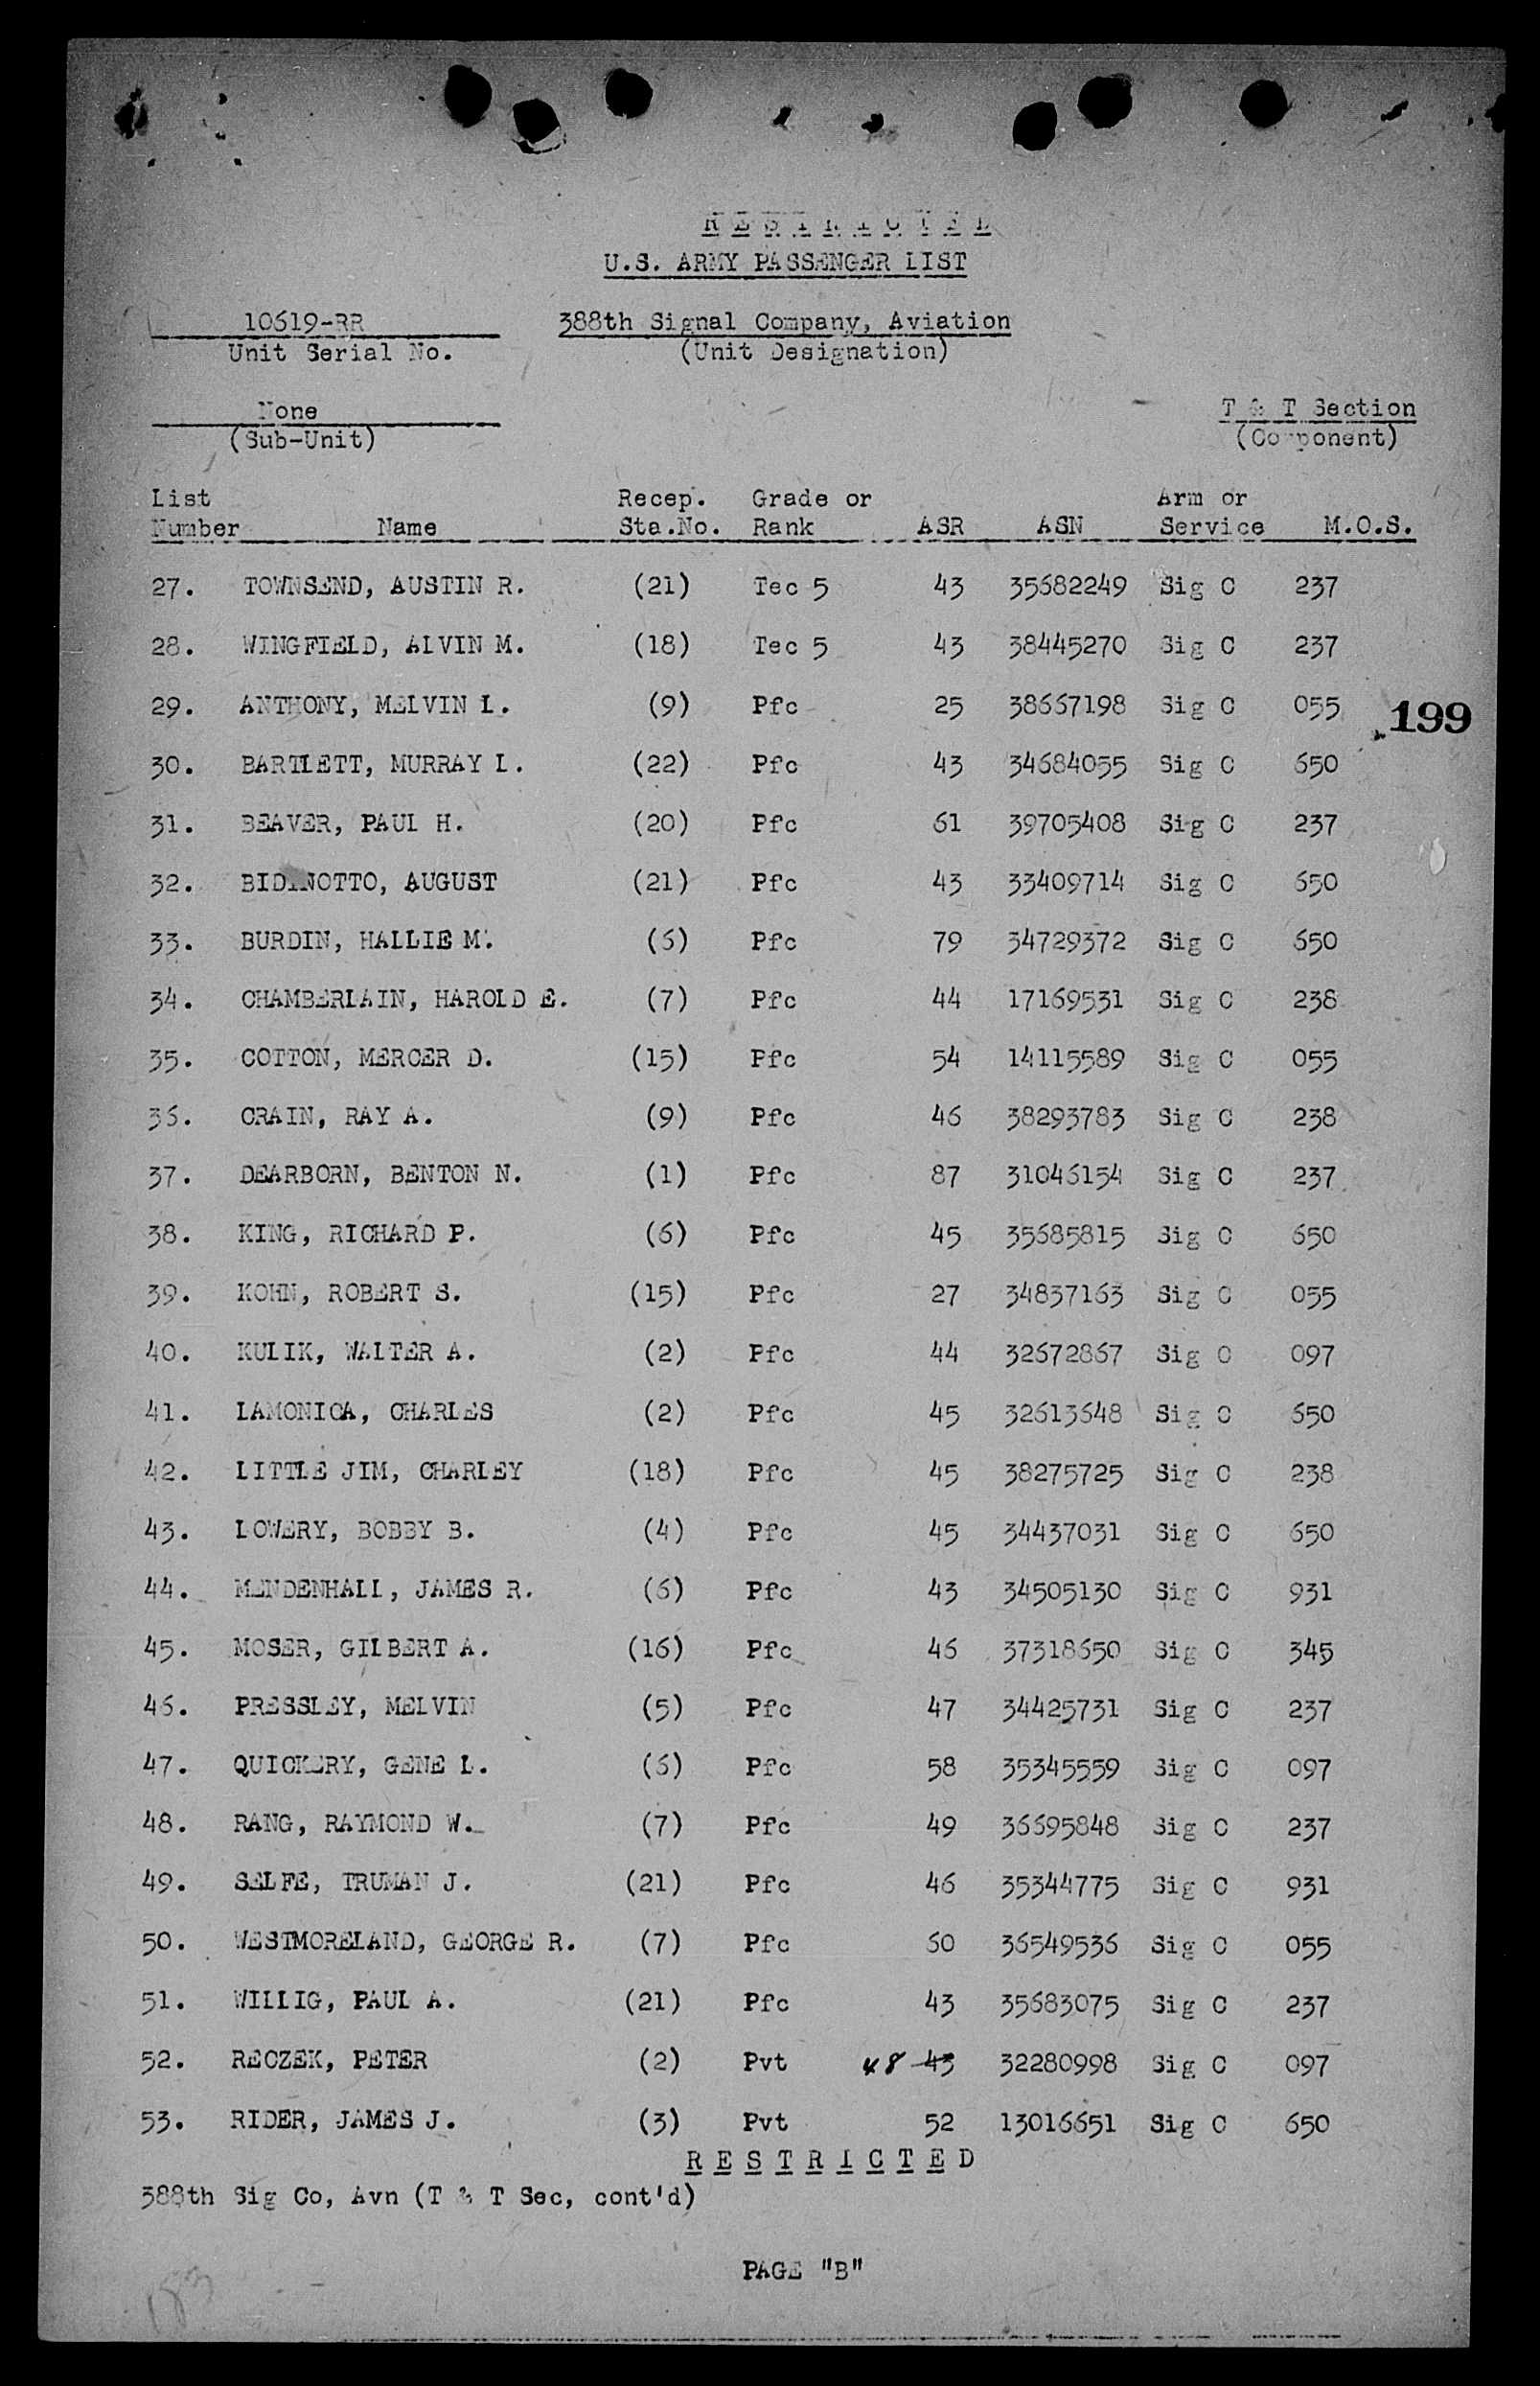 RESTRICTED
U.S. ARMY PASSENGER LIST
10619-RR 388th Signal Company, Aviation
Unit Serial No. (Unit Designation)
None T & T Section
(Sub-Unit) (Component)
List Recep. Grade or Arm or
Number Name Sta.No. Rank ASR ASN Service M.O.S.
27. TOWNSEND, AUSTIN R. (21) Tec 5 43 35682249 Sig C 237
28. WINGFIELD, ALVIN M. (18) Tec 5 43 38445270 Sig C 237
29. ANTHONY, MELVIN L. (9) Pfc 25 38667198 Sig C 055
199
30. BARTLETT, MURRAY L. (22) Pfc 43 34684055 Sig C 650
31. BEAVER, PAUL H. (20) Pfc 61 39705408 Sig C 237
32. BIDINOTTO, AUGUST (21) Pfc 43 33409714 Sig C 650
33. BURDIN, HALLIE M. (6) Pfc 79 34729372 Sig C 650
34. CHAMBERLAIN, HAROLD E. (7) Pfc 44 17169531 Sig C 238
35. COTTON, MERCER D. (15) Pfc 54 14115589 Sig C 055
36. CRAIN, RAY A. (9) Pfc 46 38293783 Sig C 238
37. DEARBORN, BENTON N. (1) Pfc 87 31046154 Sig C 237
38. KING, RICHARD P. (6) Pfc 45 35685815 Sig C 650
39. KOHN, ROBERT S. (15) Pfc 27 34837163 Sig C 055
40. KULIK, WALTER A. (2) Pfc 44 32672867 Sig C 097
41. LAMONICA, CHARLES (2) Pfc 45 32613648 Sig C 650
42. LITTLE JIM, CHARLEY (18) Pfc 45 38275725 Sig C 238
43. LOWERY, BOBBY B. (4) Pfc 45 34437031 Sig C 650
44. MENDENHALL, JAMES R. (6) Pfc 43 34505130 Sig C 931
45. MOSER, GILBERT A. (16) Pfc 46 37318650 Sig C 345
46. PRESSLEY, MELVIN (5) Pfc 47 34425731 Sig C 237
47. QUICKERY, GENE L. (6) Pfc 58 35345559 Sig C 097
48. RANG, RAYMOND W. (7) Pfc 49 36695848 Sig C 237
49. SELFE, TRUMAN J. (21) Pfc 46 35344775 Sig C 931
50. WESTMORELAND, GEORGE R. (7) Pfc 60 36549536 Sig C 055
51. WILLIG, PAUL A. (21) Pfc 43 35683075 Sig C 237
52. RECZEK, PETER (2) Pvt 48 43 32280998 Sig C 097
53. RIDER, JAMES J. (3) Pvt 52 13016651 Sig C 650
RESTRICTED
388th Sig Co, Avn (T & T Sec, cont'd)
PAGE "B"
183